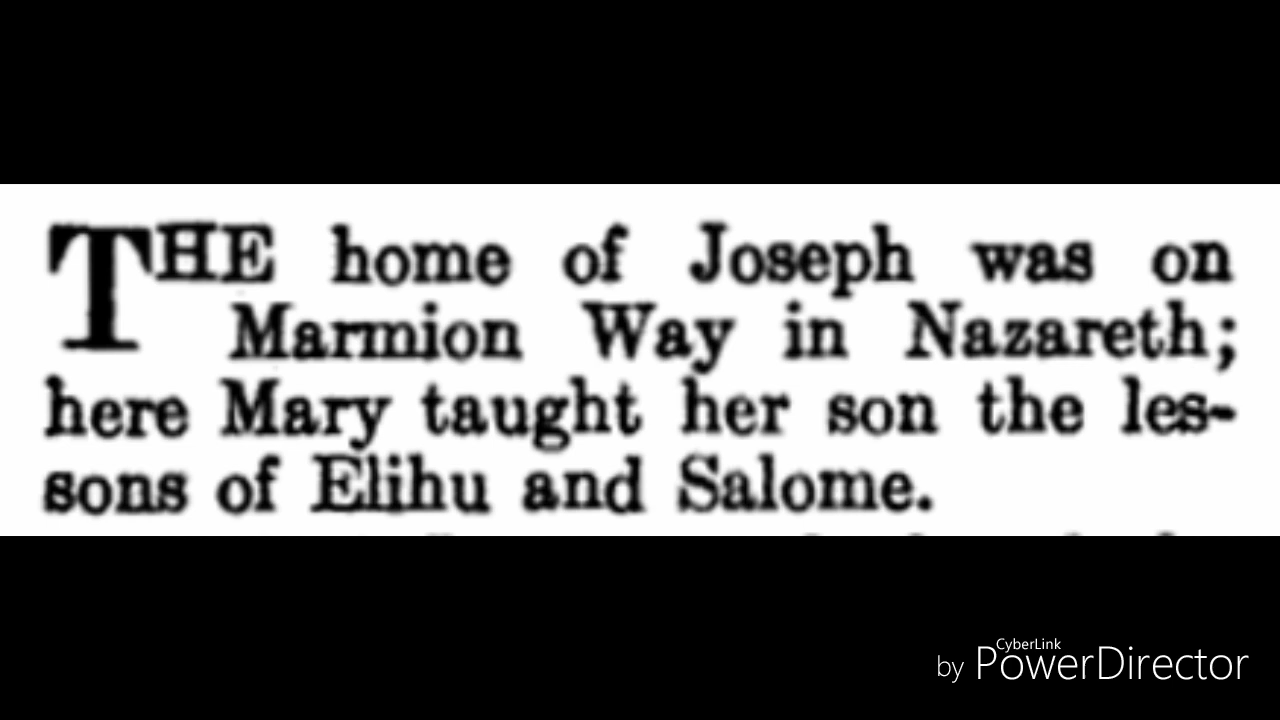 THE home of Joseph was on
Marmion Way in Nazareth;
here Mary taught her son the les-
sons of Elihu and Salome.
CyberLink
by PowerDirector